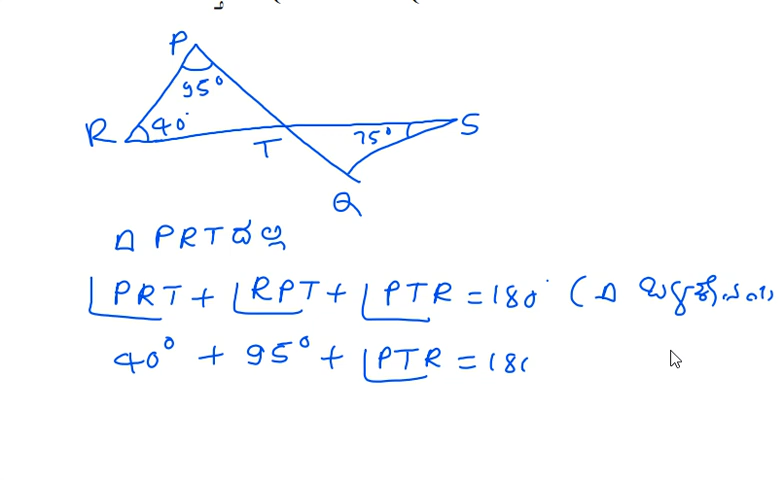 P
95°
R 40° T 75° S
Q
△ PRT ದಲ್ಲಿ
∠PRT + ∠RPT + ∠PTR = 180° ( △
40° + 95° + ∠PTR = 18